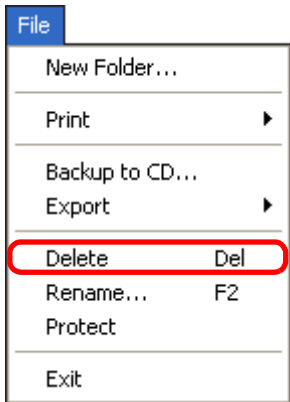 File
New Folder...
Print
Backup to CD...
Export
Delete Del
Rename... F2
Protect
Exit